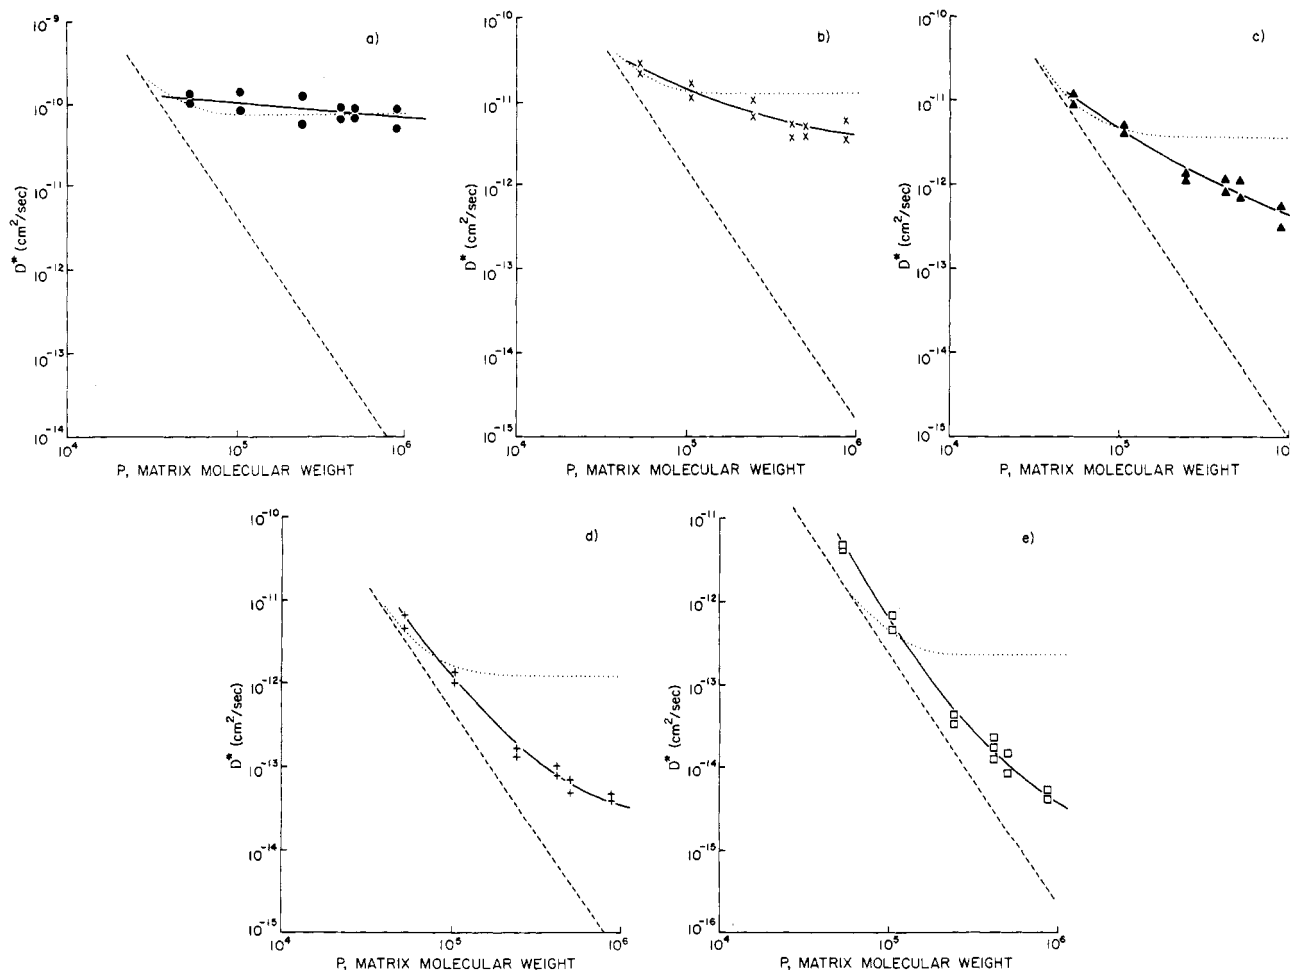 a)
10⁻⁹
10⁻¹⁰
10⁻¹¹
10⁻¹²
10⁻¹³
10⁻¹⁴
D* (cm²/sec)
10⁴ 10⁵ 10⁶
P, MATRIX MOLECULAR WEIGHT
b)
10⁻¹⁰
10⁻¹¹
10⁻¹²
10⁻¹³
10⁻¹⁴
10⁻¹⁵
D* (cm²/sec)
10⁴ 10⁵ 10⁶
P, MATRIX MOLECULAR WEIGHT
c)
10⁻¹⁰
10⁻¹¹
10⁻¹²
10⁻¹³
10⁻¹⁴
10⁻¹⁵
D* (cm²/sec)
10⁴ 10⁵
P, MATRIX MOLECULAR WEIGHT
d)
10⁻¹⁰
10⁻¹¹
10⁻¹²
10⁻¹³
10⁻¹⁴
10⁻¹⁵
D* (cm²/sec)
10⁴ 10⁵ 10⁶
P, MATRIX MOLECULAR WEIGHT
e)
10⁻¹¹
10⁻¹²
10⁻¹³
10⁻¹⁴
10⁻¹⁵
10⁻¹⁶
D* (cm²/sec)
10⁴ 10⁵ 10⁶
P, MATRIX MOLECULAR WEIGHT